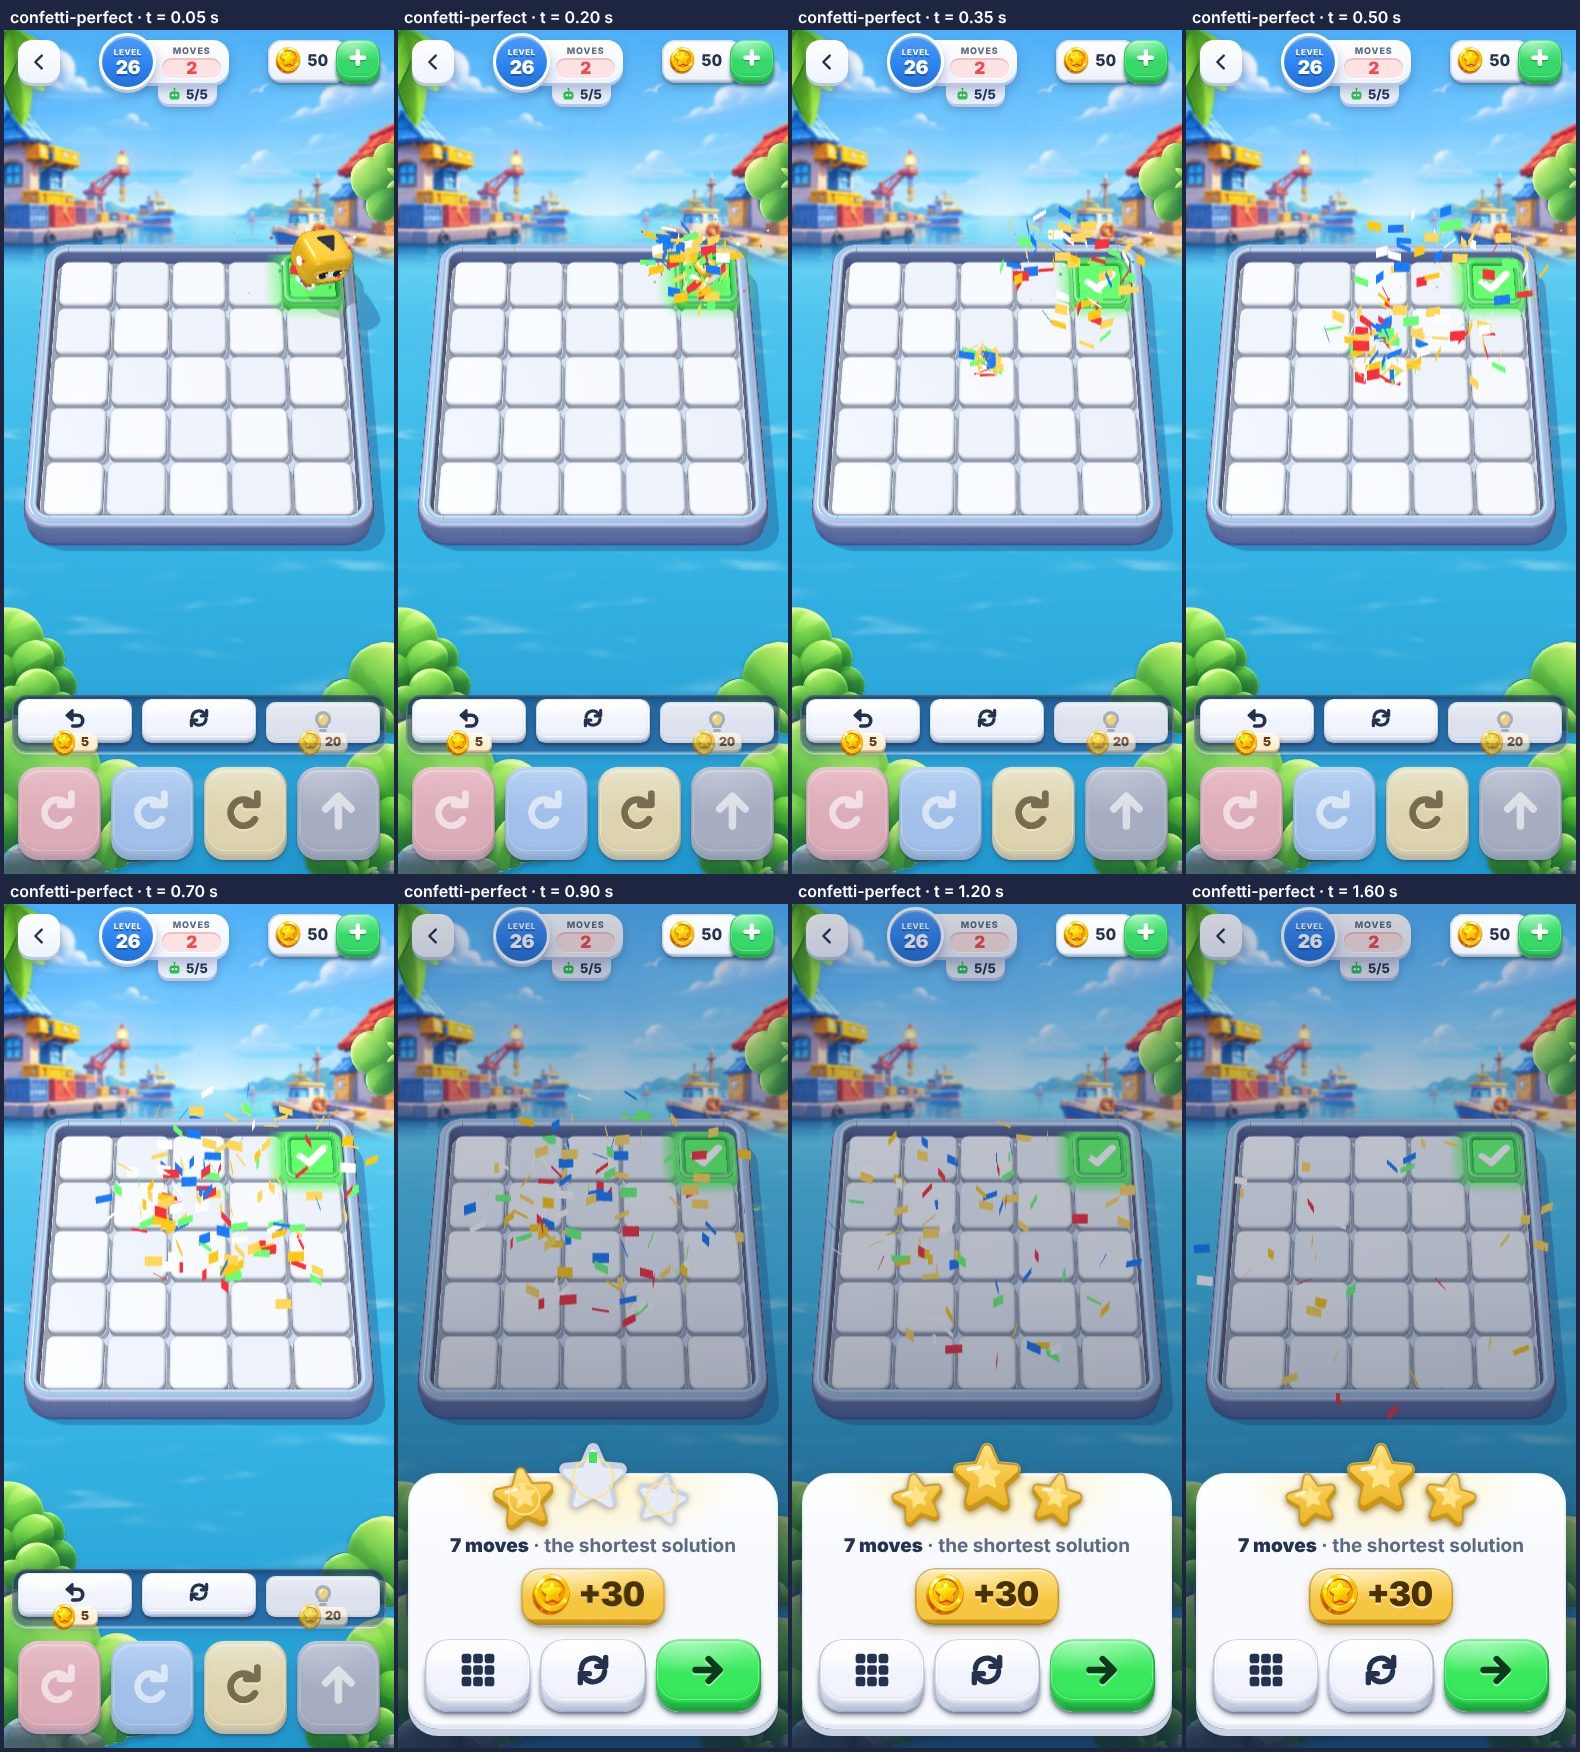 confetti-perfect · t = 0.05 s
LEVEL
26
MOVES
2
50
5/5
5
20
confetti-perfect · t = 0.20 s
LEVEL
26
MOVES
2
50
5/5
5
20
confetti-perfect · t = 0.35 s
LEVEL
26
MOVES
2
50
5/5
5
20
confetti-perfect · t = 0.50 s
LEVEL
26
MOVES
2
50
5/5
5
20
confetti-perfect · t = 0.70 s
LEVEL
26
MOVES
2
50
5/5
5
20
confetti-perfect · t = 0.90 s
LEVEL
26
MOVES
2
50
5/5
7 moves · the shortest solution
+30
confetti-perfect · t = 1.20 s
LEVEL
26
MOVES
2
50
5/5
7 moves · the shortest solution
+30
confetti-perfect · t = 1.60 s
LEVEL
26
MOVES
2
50
5/5
7 moves · the shortest solution
+30